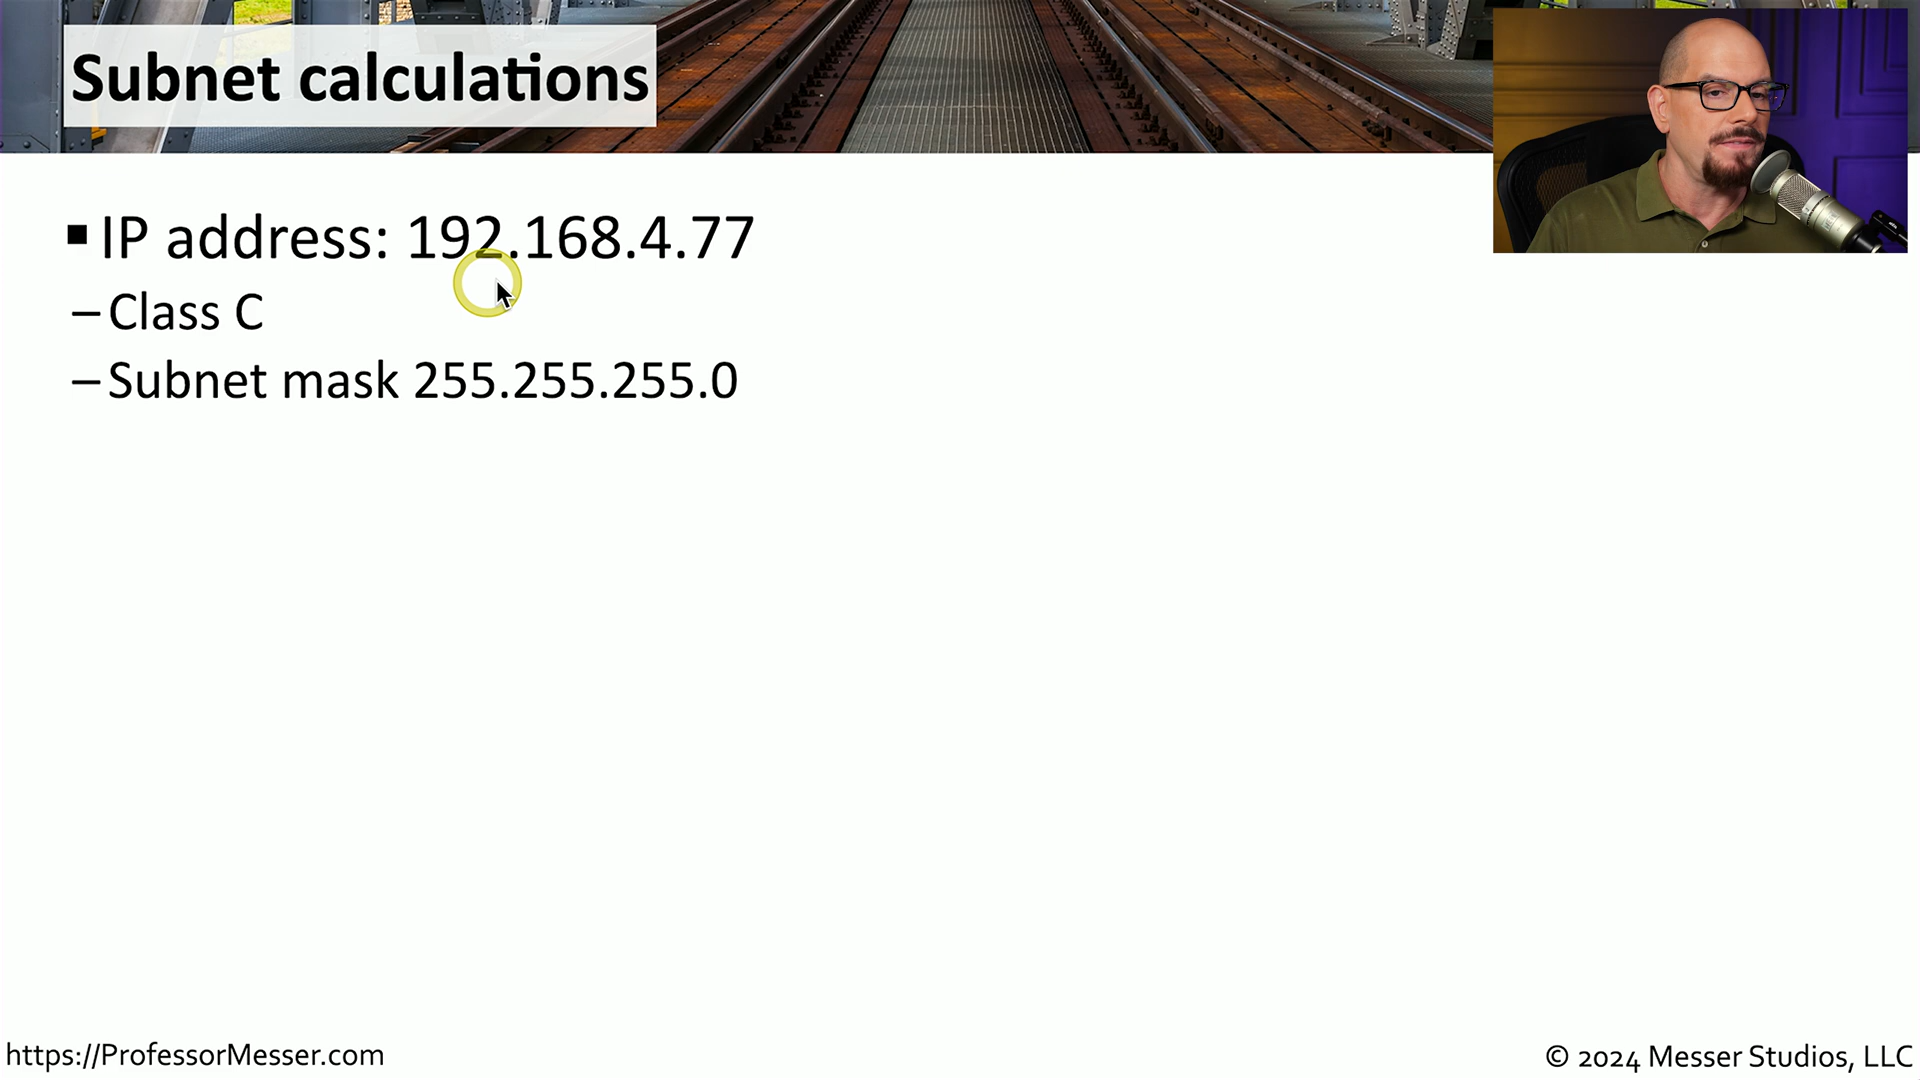 Subnet calculations
▪ IP address: 192.168.4.77
– Class C
– Subnet mask 255.255.255.0
https://ProfessorMesser.com
© 2024 Messer Studios, LLC